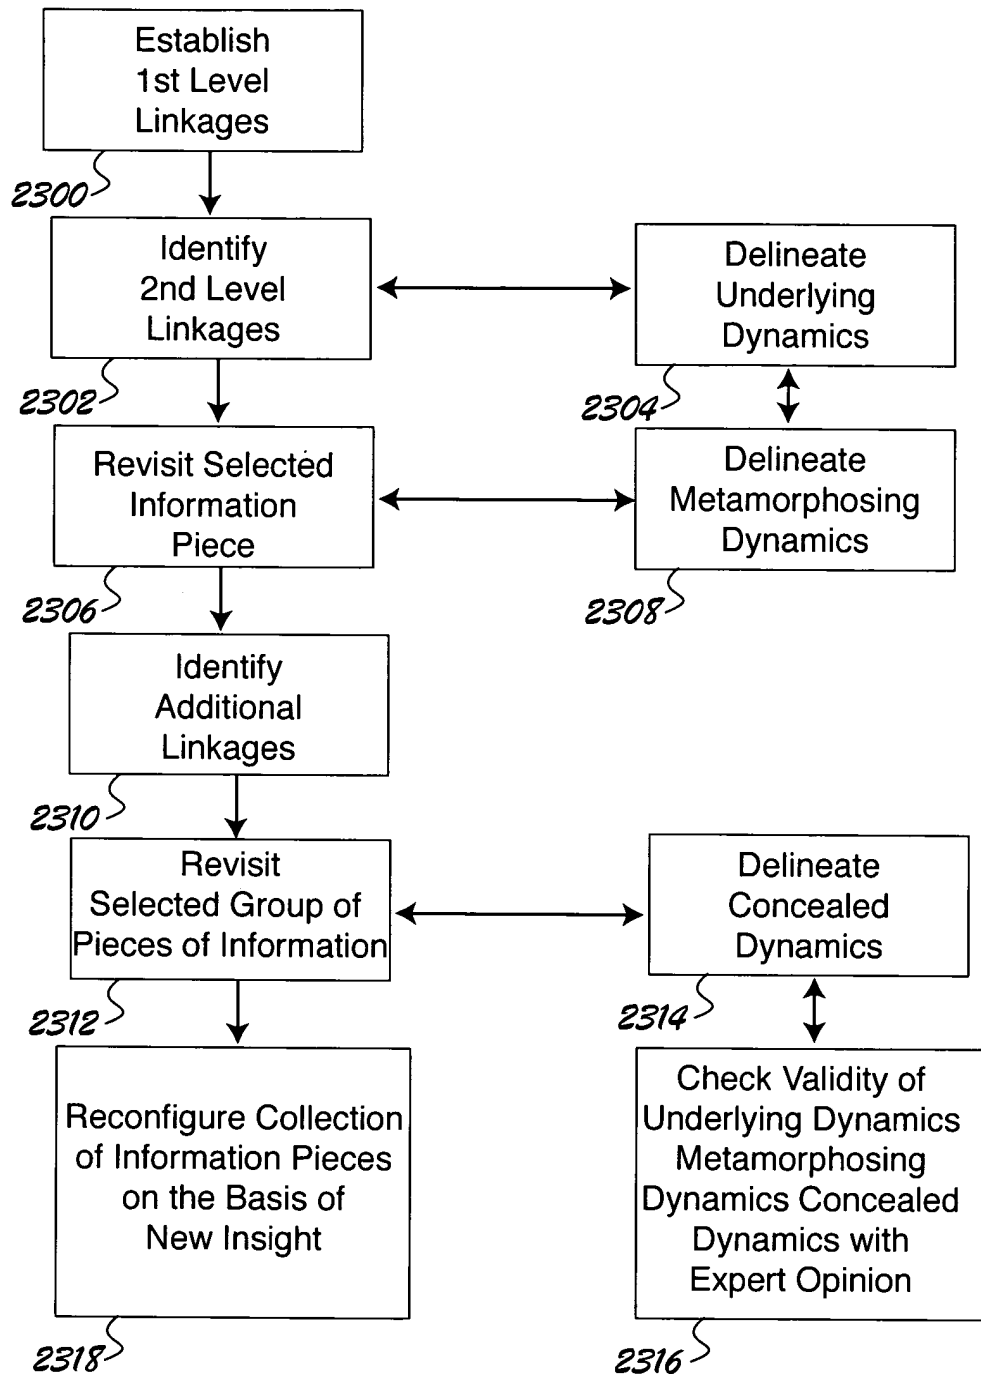 Establish
1st Level
Linkages
2300
Identify
2nd Level
Linkages
2302
Delineate
Underlying
Dynamics
2304
Revisit Selected
Information
Piece
2306
Delineate
Metamorphosing
Dynamics
2308
Identify
Additional
Linkages
2310
Revisit
Selected Group of
Pieces of Information
2312
Delineate
Concealed
Dynamics
2314
Reconfigure Collection
of Information Pieces
on the Basis of
New Insight
2318
Check Validity of
Underlying Dynamics
Metamorphosing
Dynamics Concealed
Dynamics with
Expert Opinion
2316